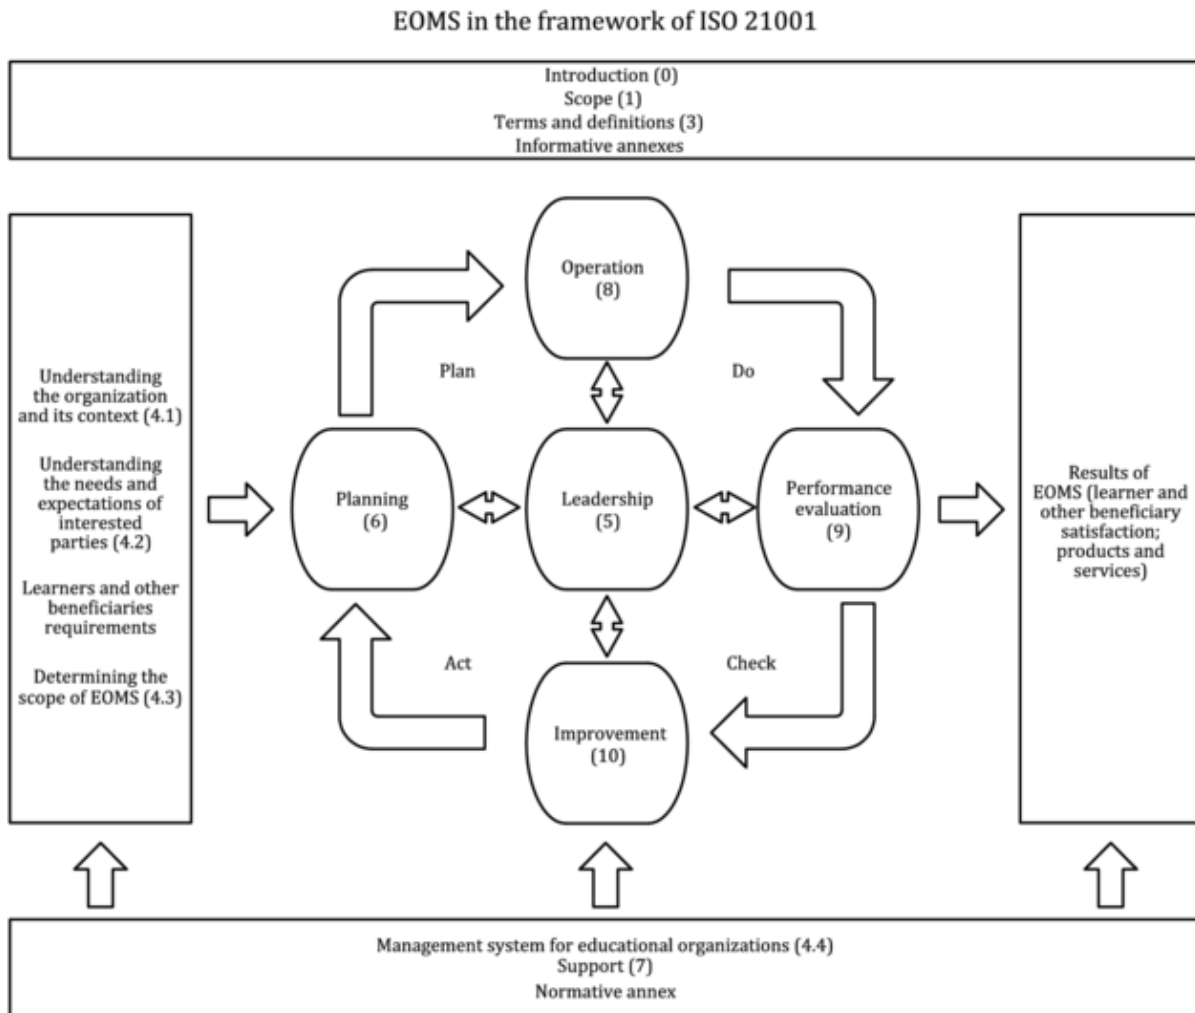 EOMS in the framework of ISO 21001
Introduction (0)
Scope (1)
Terms and definitions (3)
Informative annexes
Understanding
the organization
and its context (4.1)
Understanding
the needs and
expectations of
interested
parties (4.2)
Learners and other
beneficiaries
requirements
Determining the
scope of EOMS (4.3)
Operation
(8)
Plan
Do
Planning
(6)
Leadership
(5)
Performance
evaluation
(9)
Act
Check
Improvement
(10)
Results of
EOMS (learner and
other beneficiary
satisfaction;
products and
services)
Management system for educational organizations (4.4)
Support (7)
Normative annex